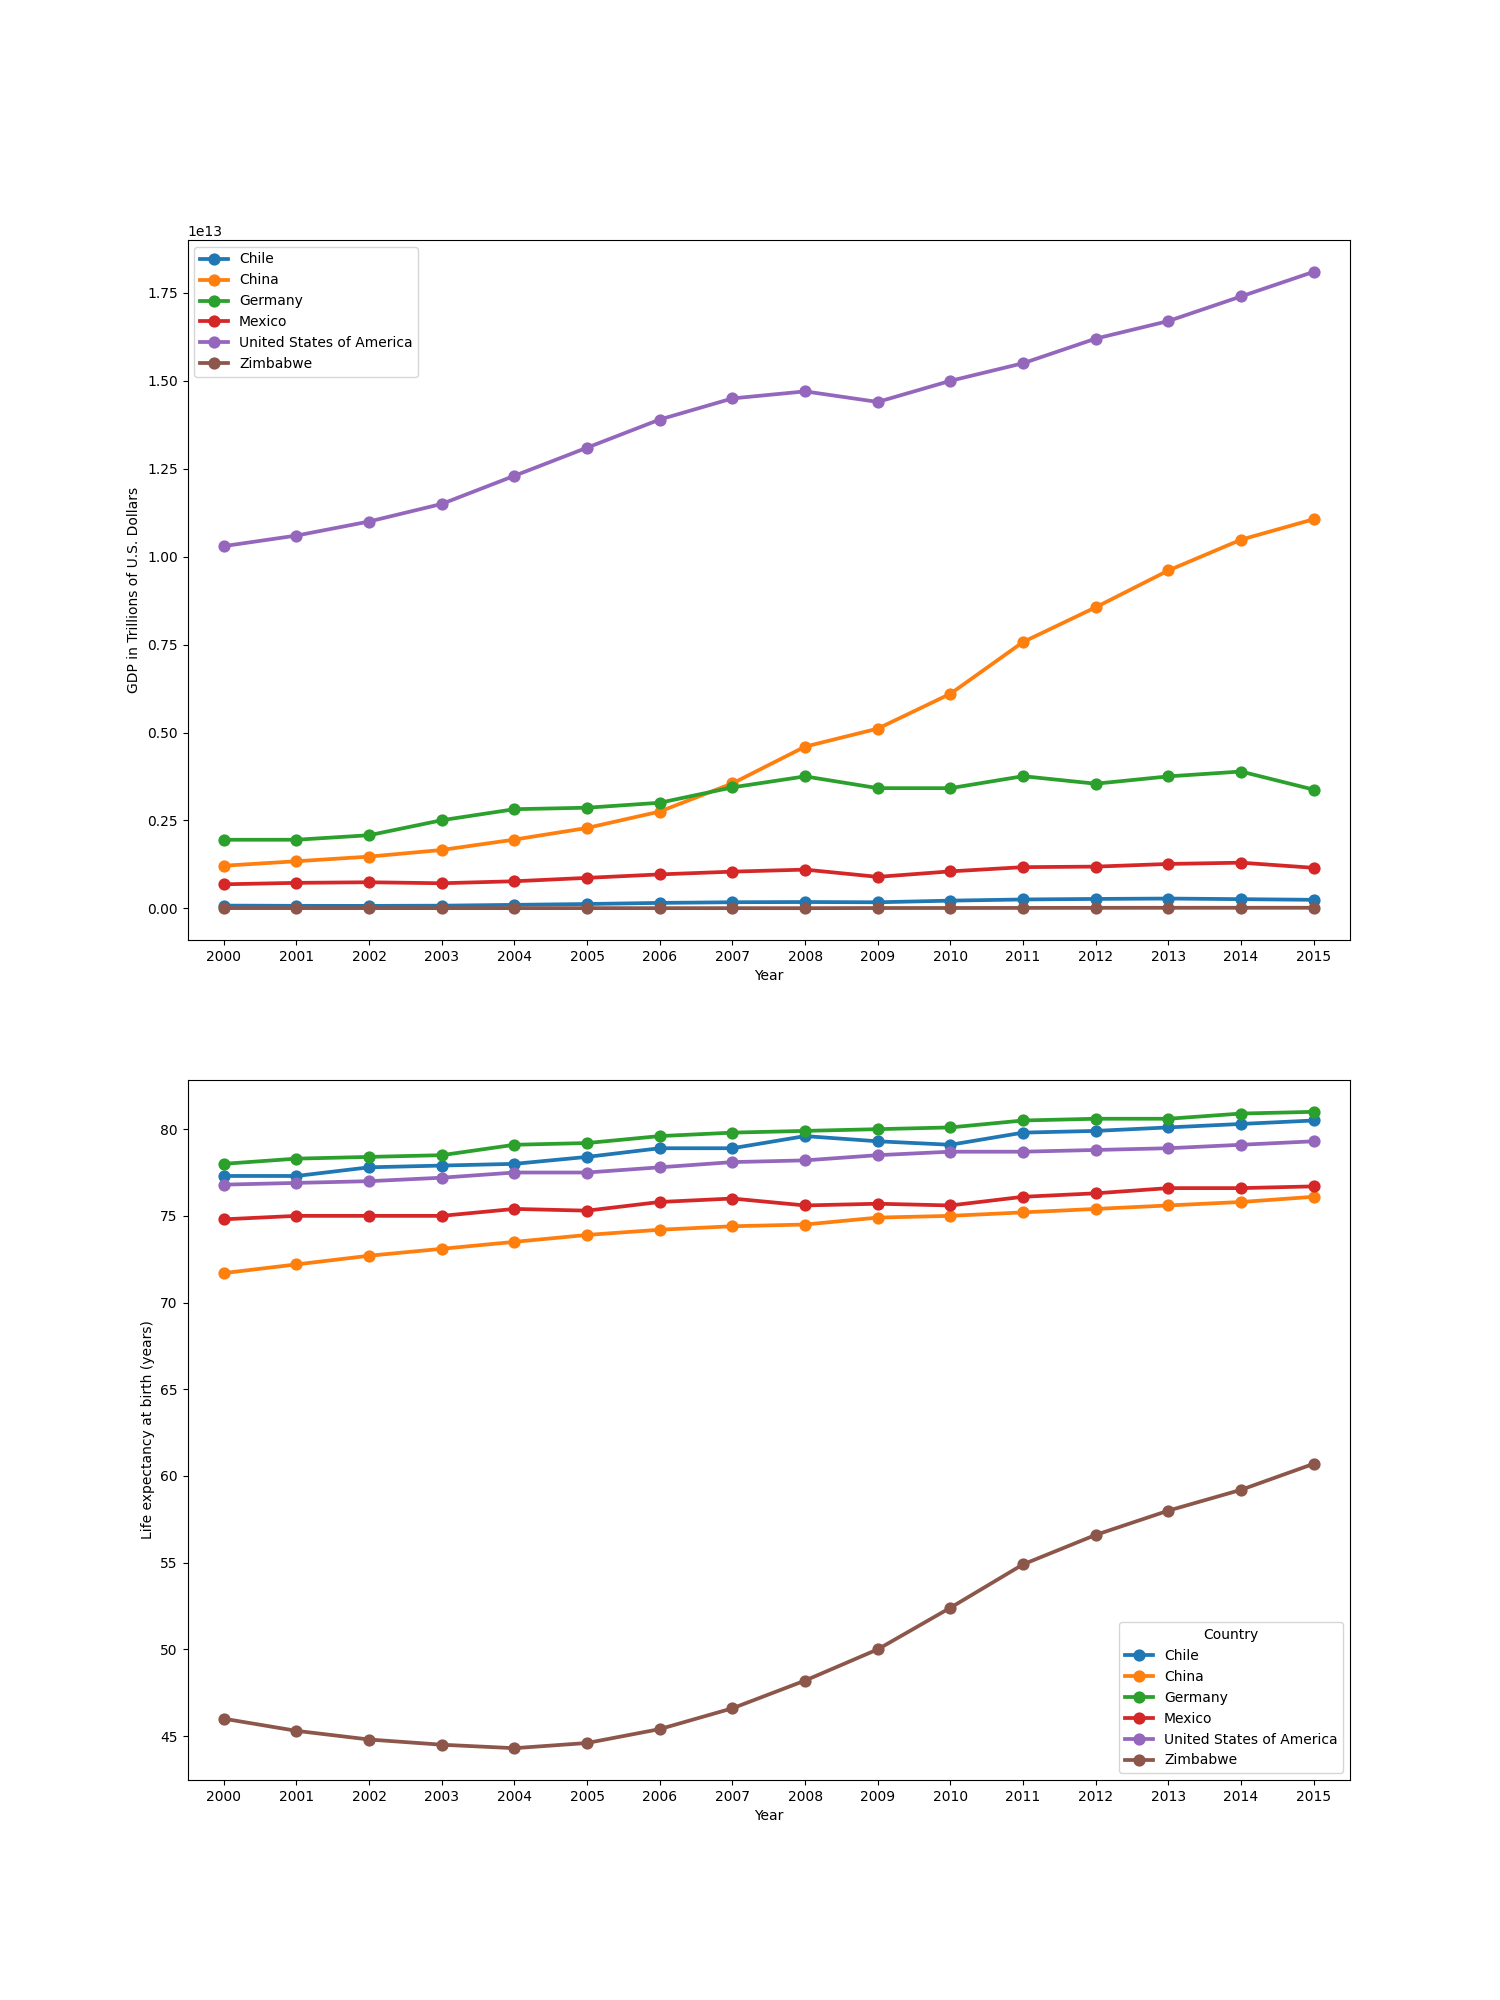 1e13
Chile
China
Germany
Mexico
United States of America
Zimbabwe
1.75
1.50
1.25
1.00
0.75
0.50
0.25
0.00
GDP in Trillions of U.S. Dollars
2000 2001 2002 2003 2004 2005 2006 2007 2008 2009 2010 2011 2012 2013 2014 2015
Year
80
75
70
65
60
55
50
45
Life expectancy at birth (years)
Country
Chile
China
Germany
Mexico
United States of America
Zimbabwe
2000 2001 2002 2003 2004 2005 2006 2007 2008 2009 2010 2011 2012 2013 2014 2015
Year